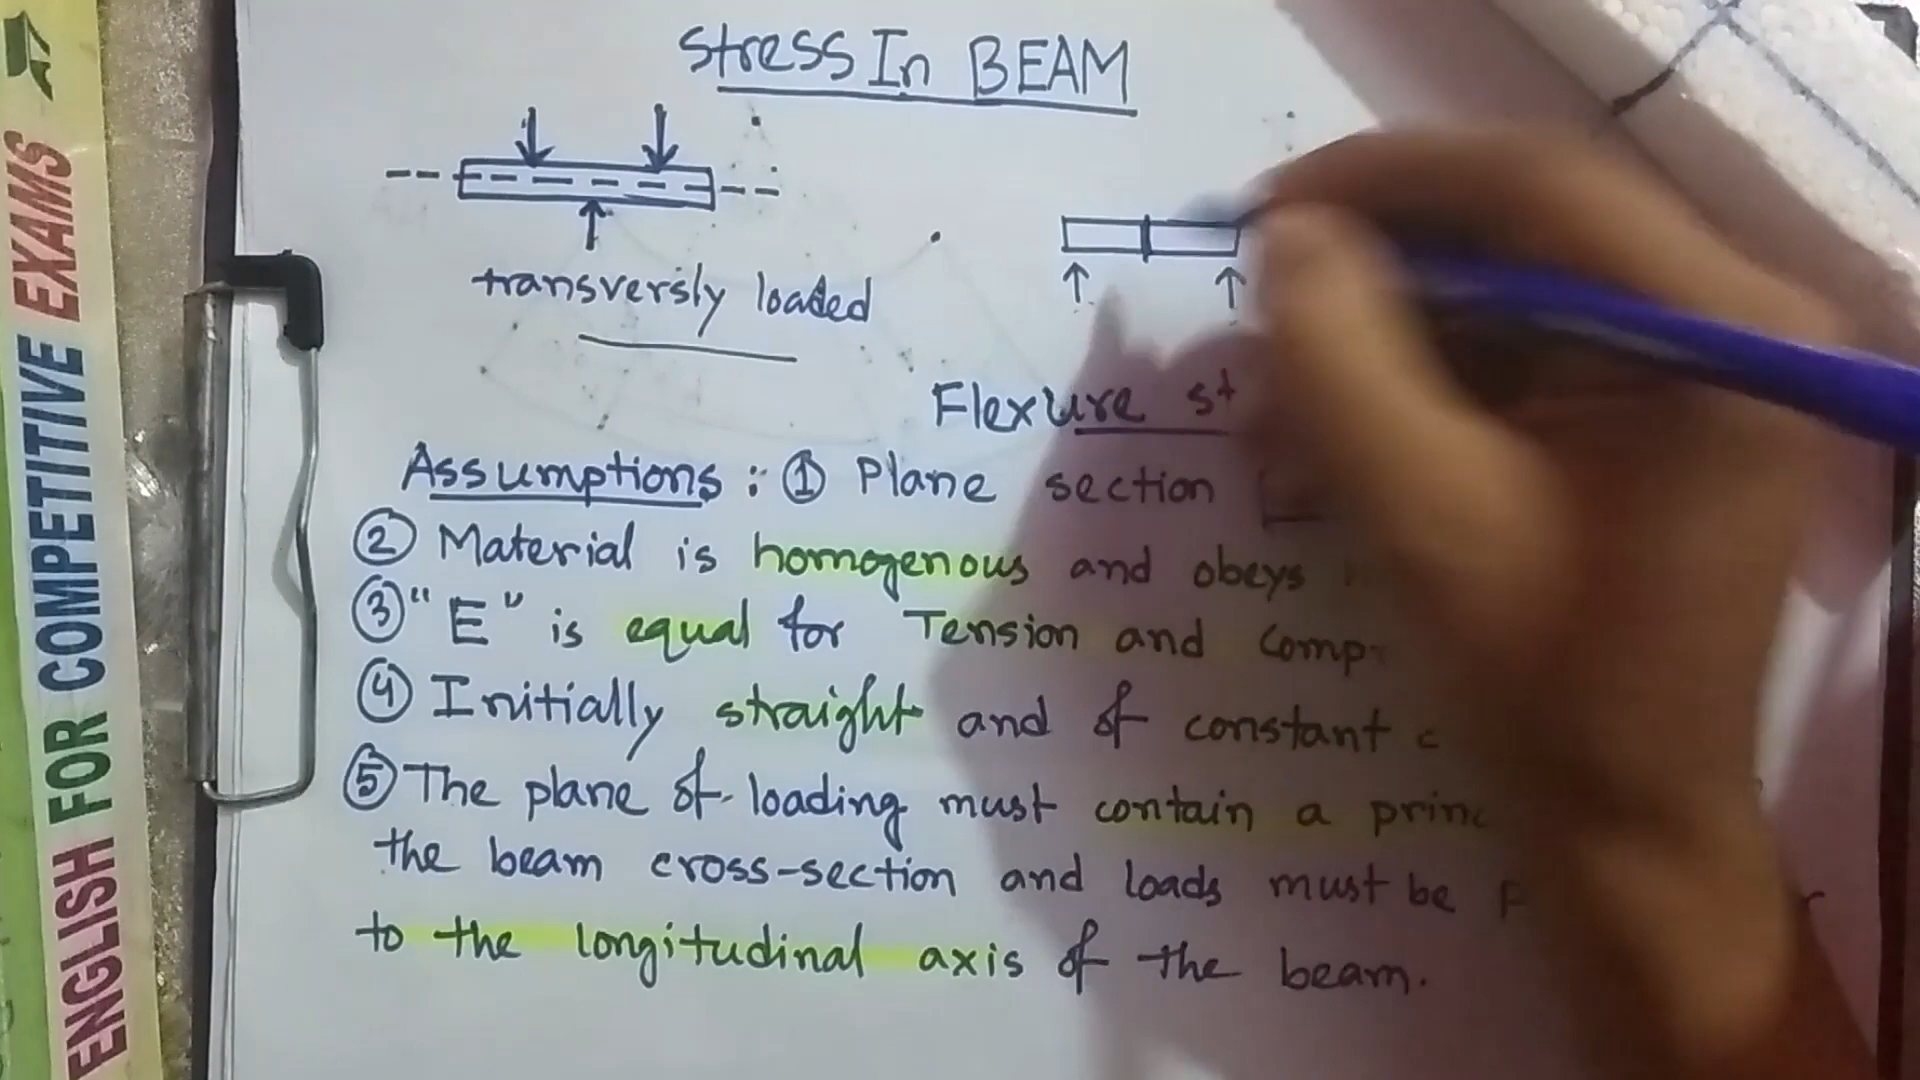 Stress In BEAM
transversly loaded
Flexure st
Assumptions : ① Plane section
② Material is homogenous and obeys
③ "E" is equal for Tension and comp
④ Initially straight and of constant c
⑤ The plane of loading must contain a princ
the beam cross-section and loads must be
to the longitudinal axis of the beam.
ENGLISH FOR COMPETITIVE EXAMS